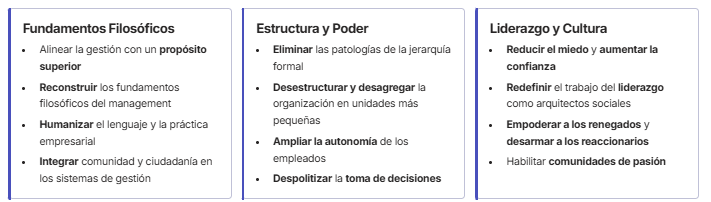 Fundamentos Filosóficos
• Alinear la gestión con un propósito
superior
• Reconstruir los fundamentos
filosóficos del management
• Humanizar el lenguaje y la práctica
empresarial
• Integrar comunidad y ciudadanía en
los sistemas de gestión
Estructura y Poder
• Eliminar las patologías de la jerarquía
formal
• Desestructurar y desagregar la
organización en unidades más
pequeñas
• Ampliar la autonomía de los
empleados
• Despolitizar la toma de decisiones
Liderazgo y Cultura
• Reducir el miedo y aumentar la
confianza
• Redefinir el trabajo del liderazgo
como arquitectos sociales
• Empoderar a los renegados y
desarmar a los reaccionarios
• Habilitar comunidades de pasión